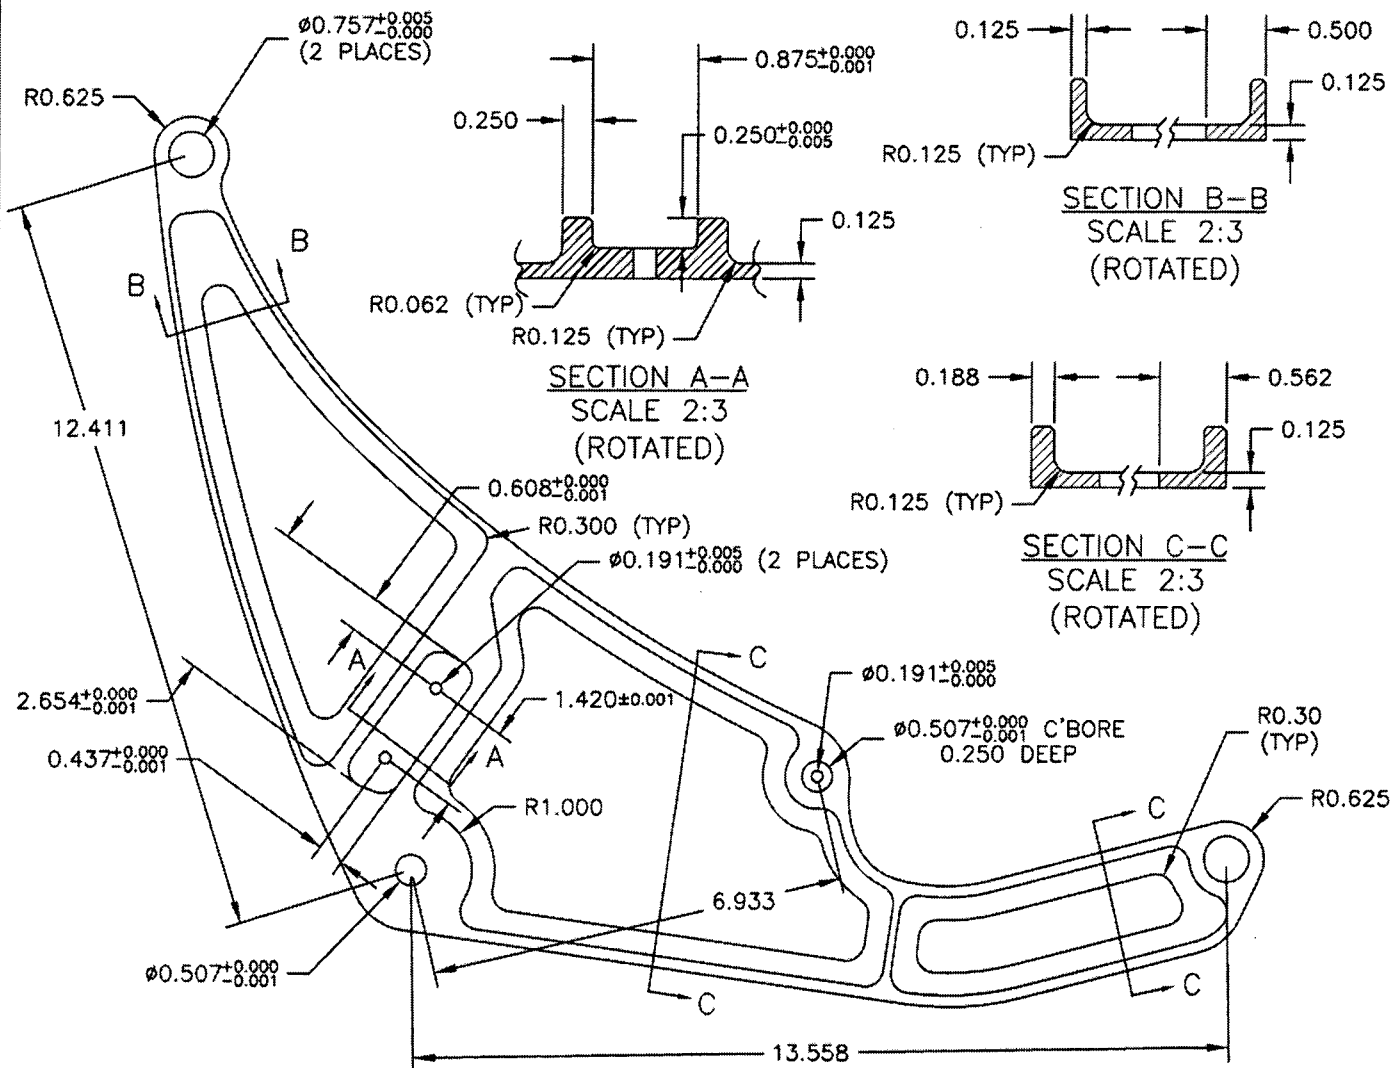 ø0.757+0.005
-0.000
(2 PLACES)
R0.625
0.875+0.000
-0.001
0.250
0.250+0.000
-0.005
0.125
R0.062 (TYP)
R0.125 (TYP)
SECTION A-A
SCALE 2:3
(ROTATED)
0.125
0.500
0.125
R0.125 (TYP)
SECTION B-B
SCALE 2:3
(ROTATED)
B
B
12.411
0.188
0.562
0.125
R0.125 (TYP)
SECTION C-C
SCALE 2:3
(ROTATED)
0.608+0.000
-0.001
R0.300 (TYP)
ø0.191+0.005
-0.000 (2 PLACES)
A
C
2.654+0.000
-0.001
1.420±0.001
ø0.191+0.005
-0.000
0.437+0.000
-0.001
A
ø0.507+0.000
-0.001 C'BORE
0.250 DEEP
R0.30
(TYP)
R1.000
C
R0.625
6.933
ø0.507+0.000
-0.001
C
C
13.558